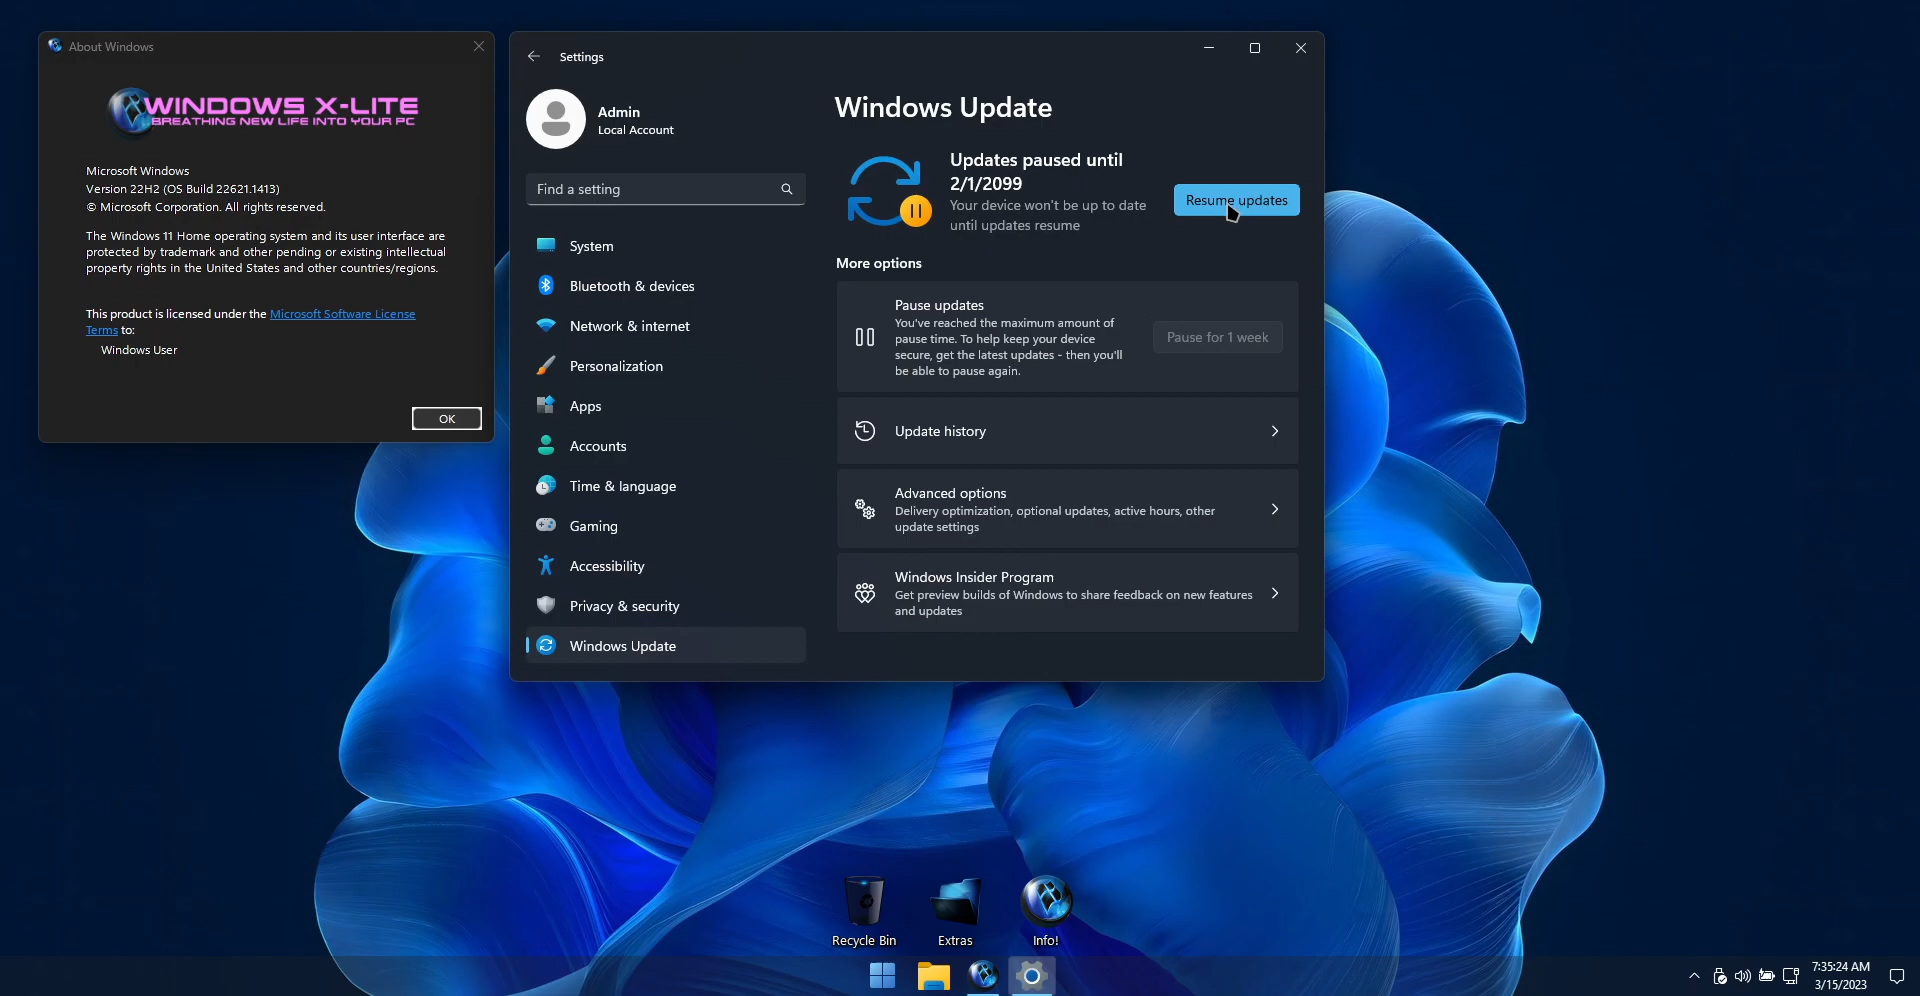 About Windows
WINDOWS X-LITE
BREATHING NEW LIFE INTO YOUR PC
Microsoft Windows
Version 22H2 (OS Build 22621.1413)
© Microsoft Corporation. All rights reserved.
The Windows 11 Home operating system and its user interface are
protected by trademark and other pending or existing intellectual
property rights in the United States and other countries/regions.
This product is licensed under the Microsoft Software License
Terms to:
Windows User
OK
Settings
Admin
Local Account
Find a setting
System
Bluetooth & devices
Network & internet
Personalization
Apps
Accounts
Time & language
Gaming
Accessibility
Privacy & security
Windows Update
Windows Update
Updates paused until
2/1/2099
Your device won't be up to date
until updates resume
Resume updates
More options
Pause updates
You've reached the maximum amount of
pause time. To help keep your device
secure, get the latest updates - then you'll
be able to pause again.
Pause for 1 week
Update history
Advanced options
Delivery optimization, optional updates, active hours, other
update settings
Windows Insider Program
Get preview builds of Windows to share feedback on new features
and updates
Recycle Bin
Extras
Info!
7:35:24 AM
3/15/2023